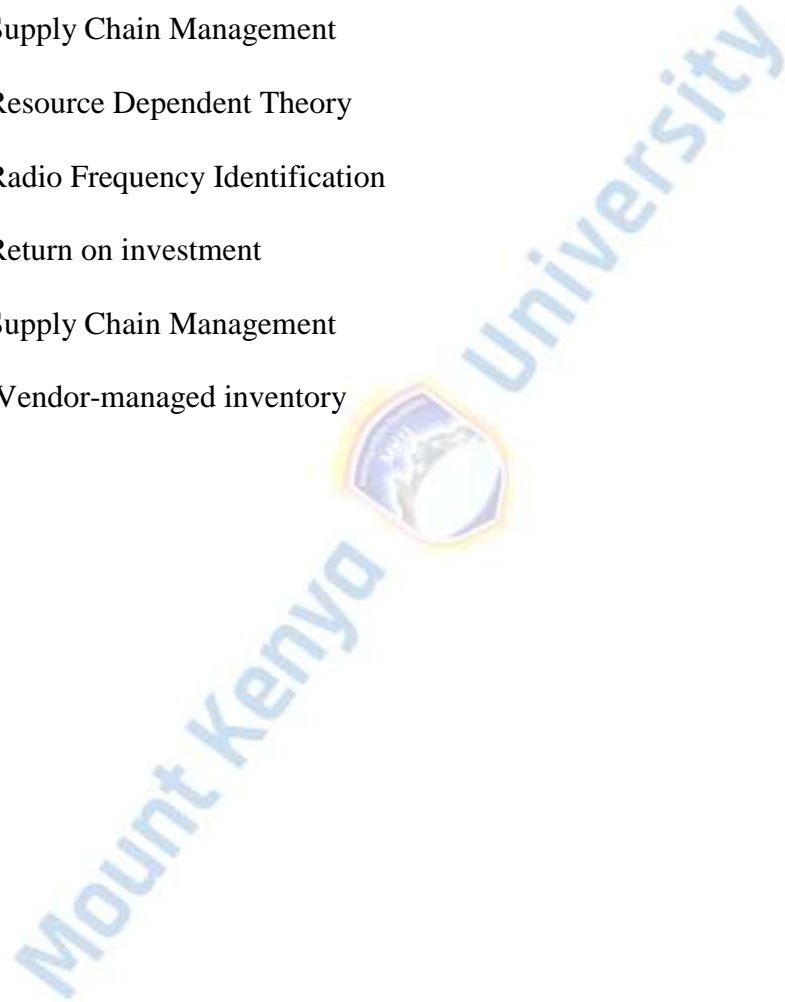 Supply Chain Management
Resource Dependent Theory
Radio Frequency Identification
Return on investment
Supply Chain Management
Vendor-managed inventory
Mount Kenya University